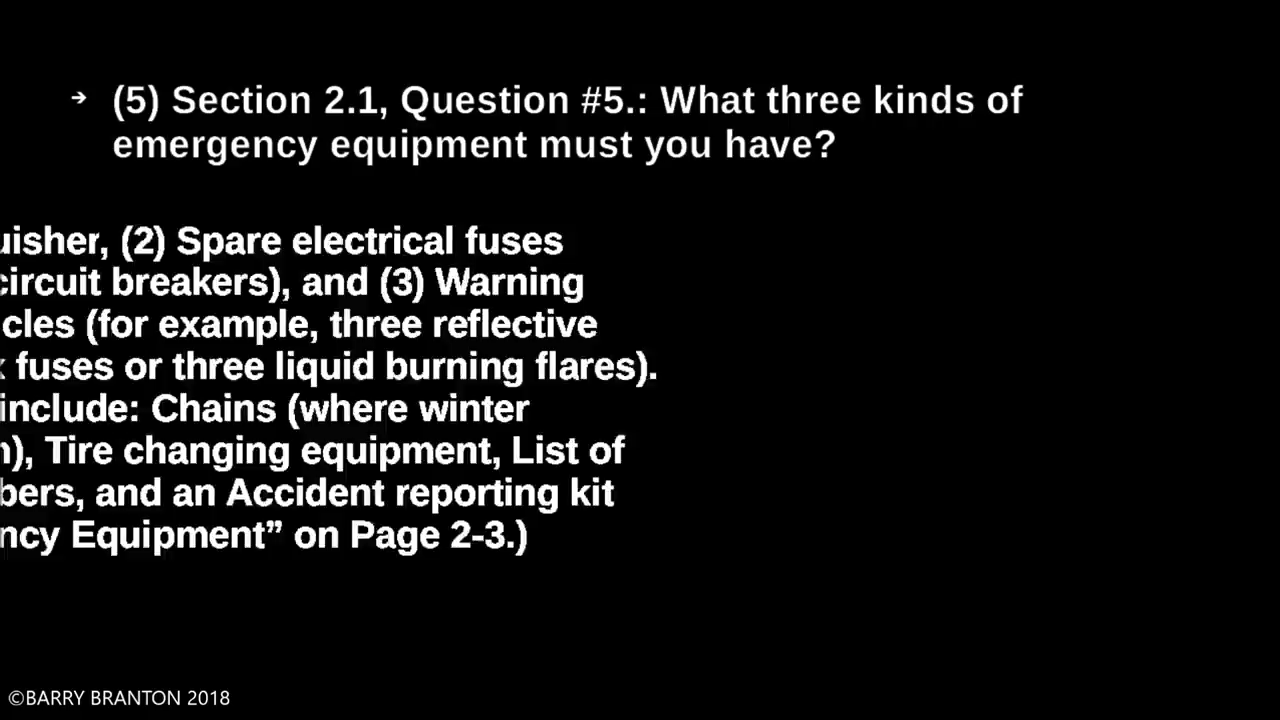 ➔ (5) Section 2.1, Question #5.: What three kinds of
emergency equipment must you have?
uisher, (2) Spare electrical fuses
circuit breakers), and (3) Warning
cles (for example, three reflective
fuses or three liquid burning flares).
include: Chains (where winter
n), Tire changing equipment, List of
bers, and an Accident reporting kit
ncy Equipment” on Page 2-3.)
©BARRY BRANTON 2018